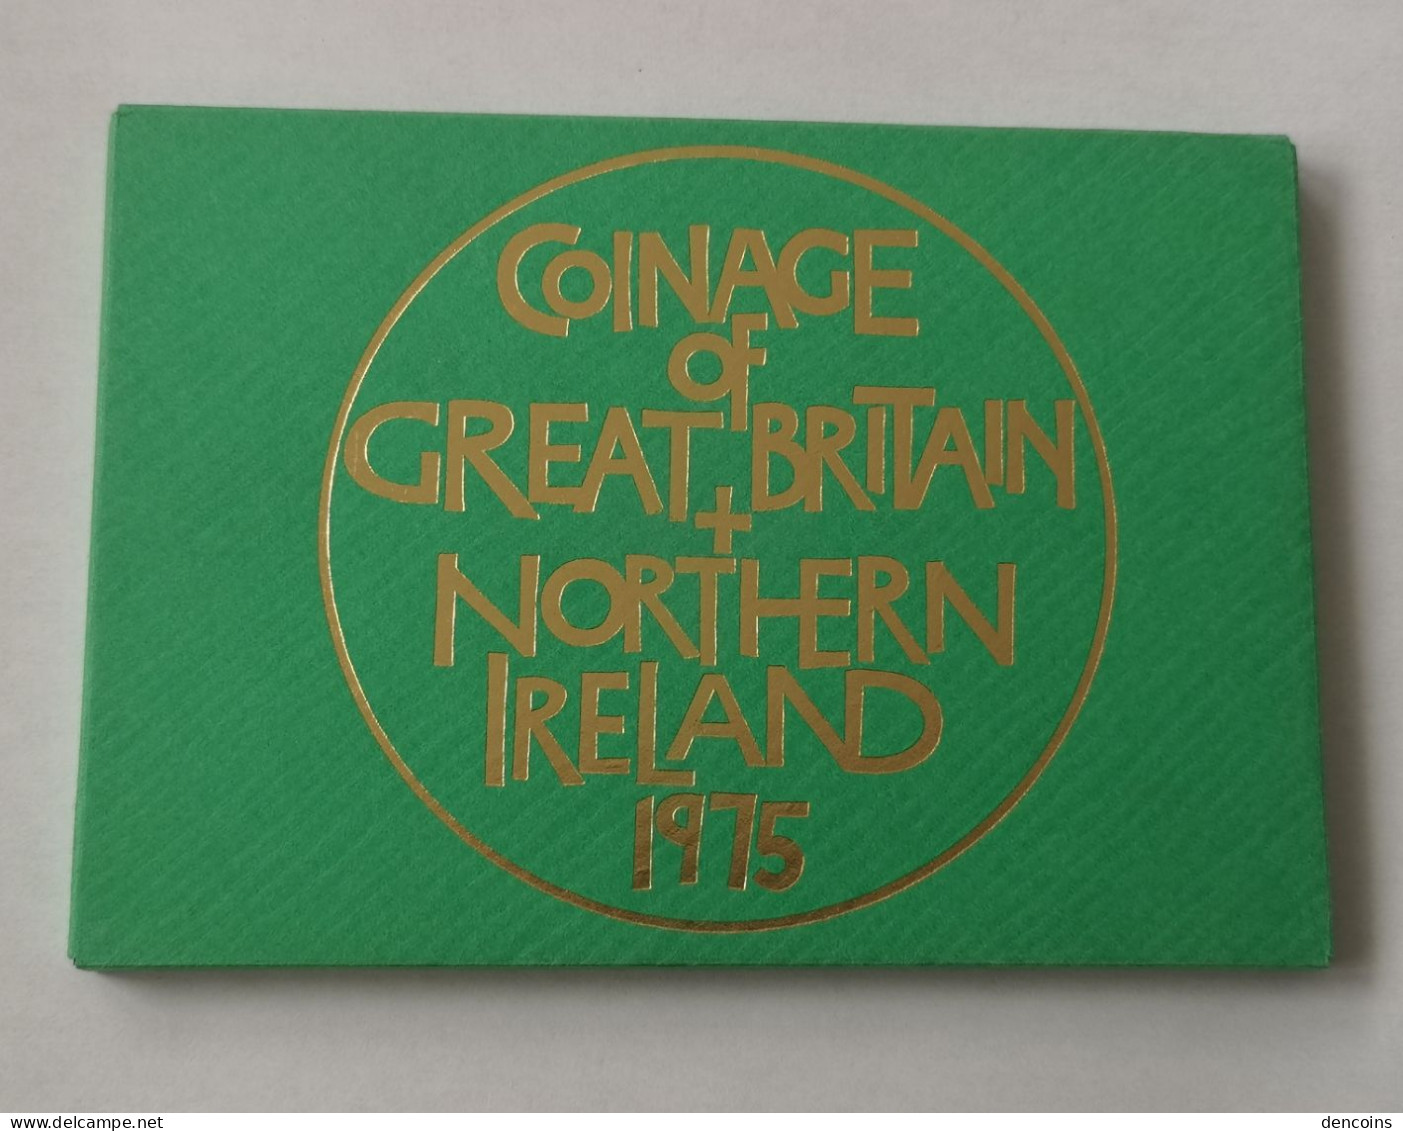 COINAGE
OF
GREAT BRITAIN
+
NORTHERN
IRELAND
1975
www.delcampe.net
dencoins